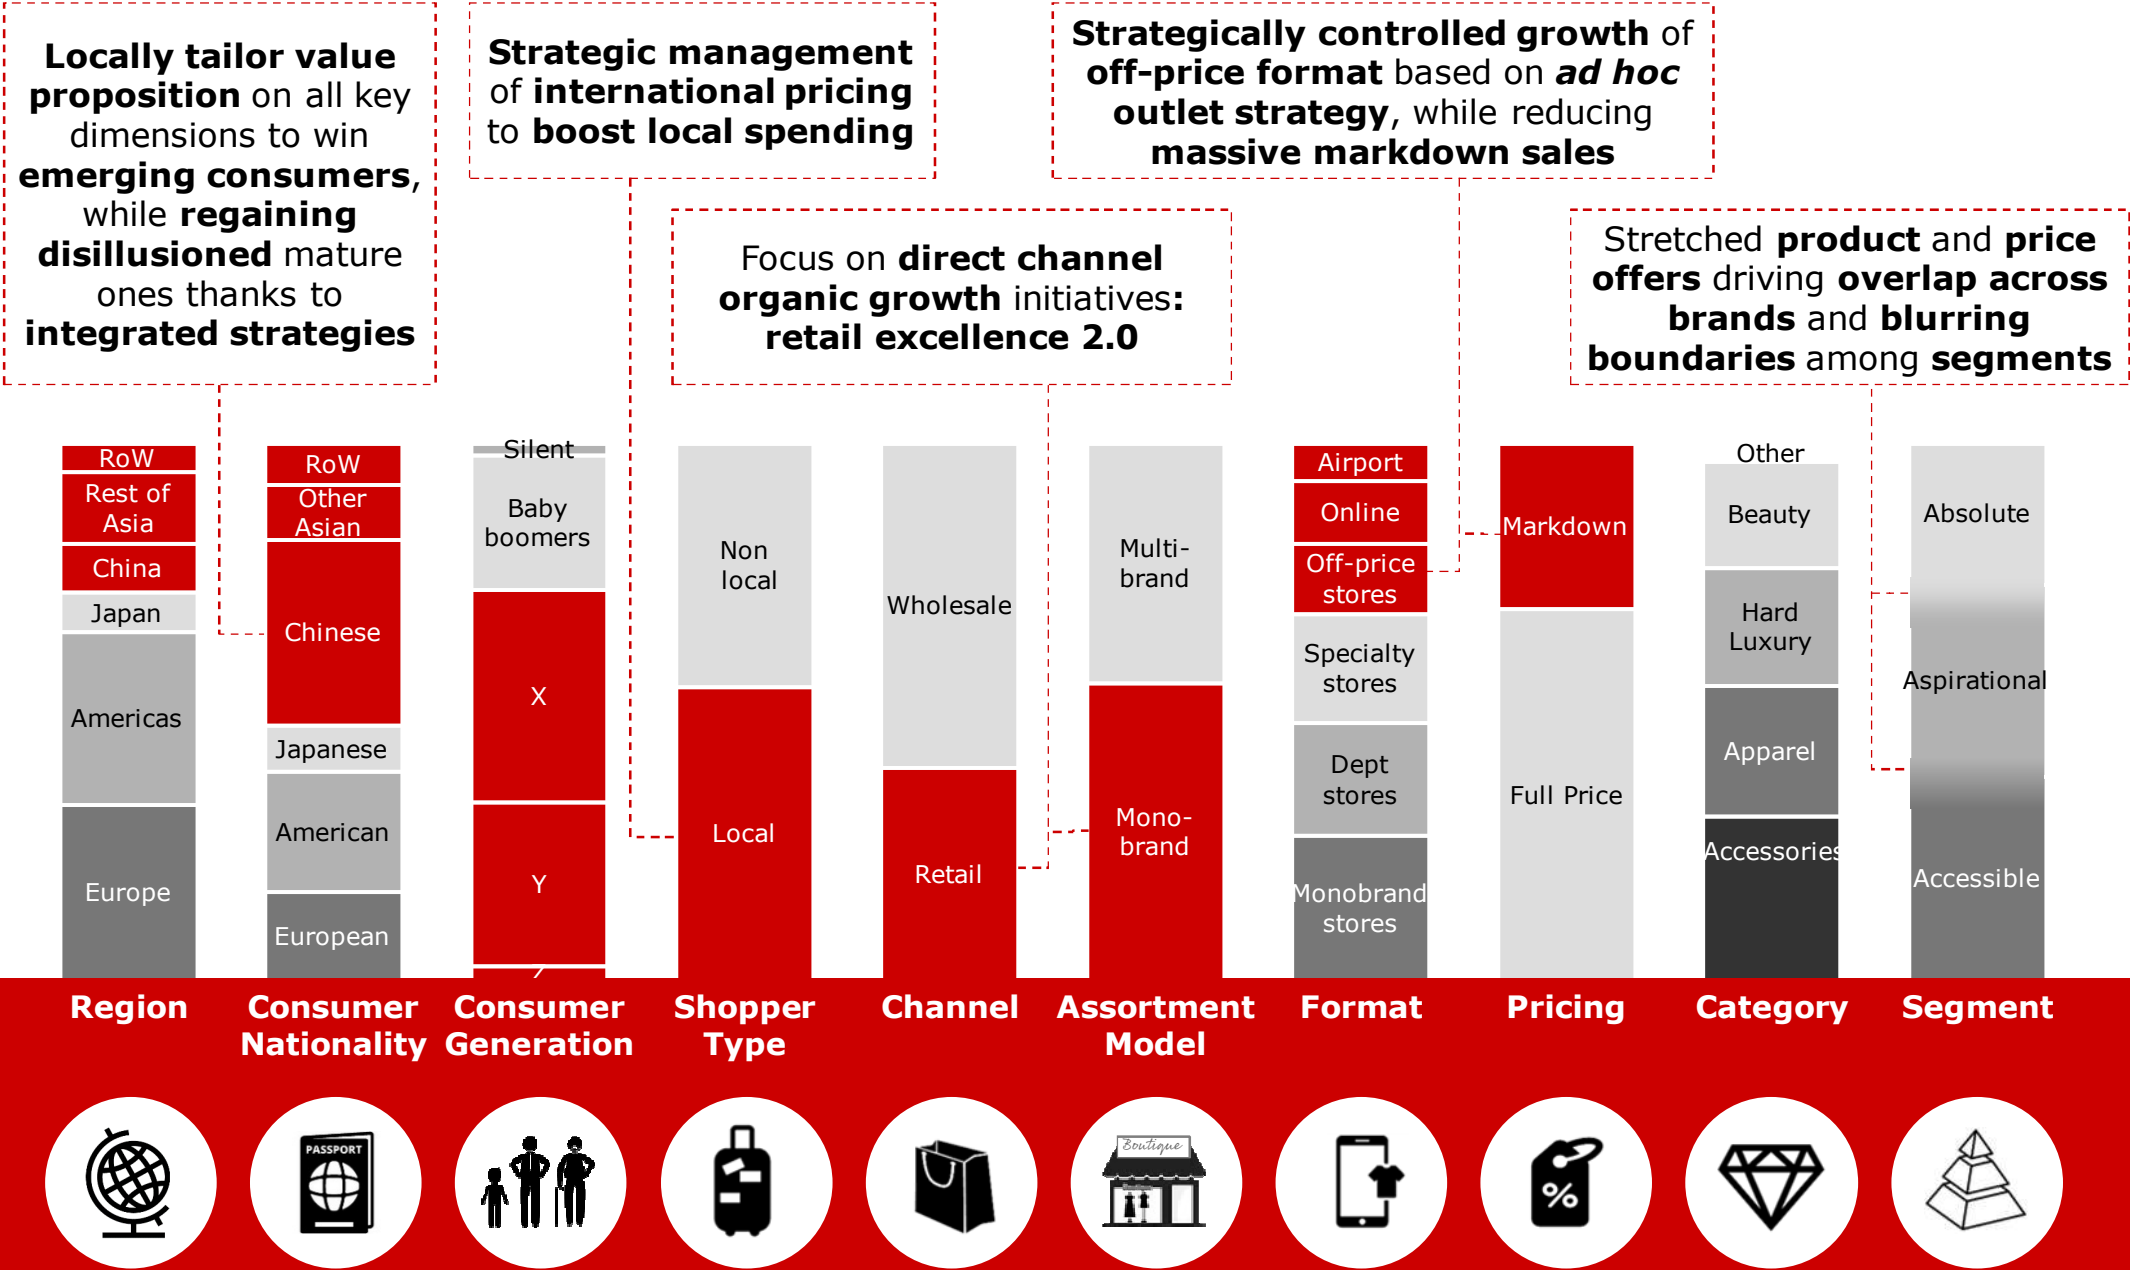 Locally tailor value
proposition on all key
dimensions to win
emerging consumers,
while regaining
disillusioned mature
ones thanks to
integrated strategies
Strategic management
of international pricing
to boost local spending
Strategically controlled growth of
off-price format based on ad hoc
outlet strategy, while reducing
massive markdown sales
Focus on direct channel
organic growth initiatives:
retail excellence 2.0
Stretched product and price
offers driving overlap across
brands and blurring
boundaries among segments
RoW
Rest of
Asia
China
Japan
Americas
Europe
RoW
Other
Asian
Chinese
Japanese
American
European
Silent
Baby
boomers
X
Y
Non
local
Local
Wholesale
Retail
Multi-
brand
Mono-
brand
Airport
Online
Off-price
stores
Specialty
stores
Dept
stores
Monobrand
stores
Markdown
Full Price
Other
Beauty
Hard
Luxury
Apparel
Accessories
Absolute
Aspirational
Accessible
Region
Consumer
Nationality
Consumer
Generation
Shopper
Type
Channel
Assortment
Model
Format
Pricing
Category
Segment
PASSPORT
Boutique
%